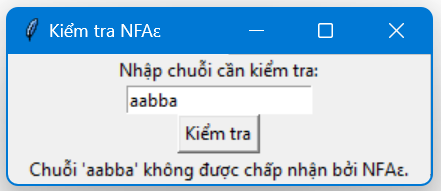 Kiểm tra NFAε
Nhập chuỗi cần kiểm tra:
aabba
Kiểm tra
Chuỗi 'aabba' không được chấp nhận bởi NFAε.